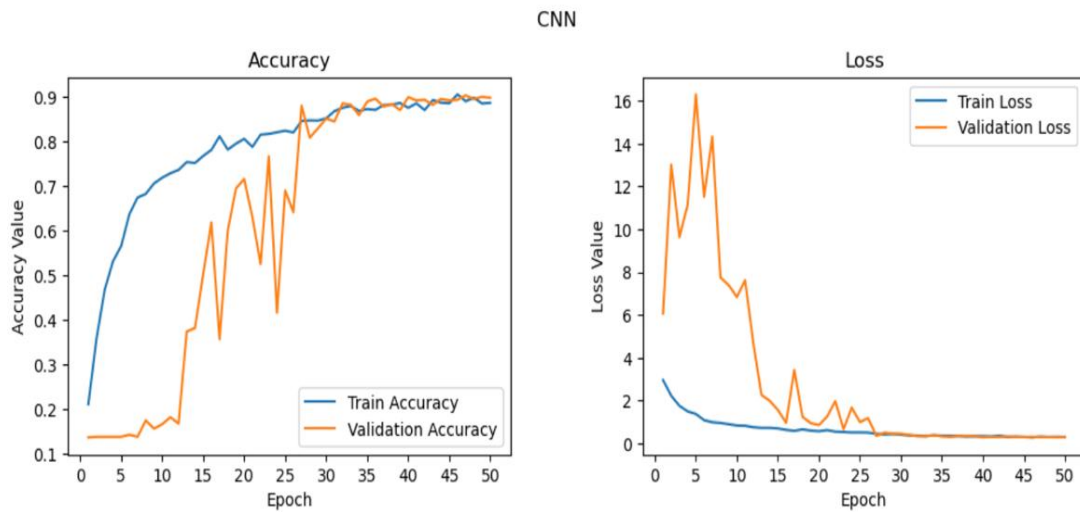 CNN
Accuracy
Accuracy Value
0.9
0.8
0.7
0.6
0.5
0.4
0.3
0.2
0.1
Train Accuracy
Validation Accuracy
0 5 10 15 20 25 30 35 40 45 50
Epoch
Loss
Loss Value
16
14
12
10
8
6
4
2
0
Train Loss
Validation Loss
0 5 10 15 20 25 30 35 40 45 50
Epoch